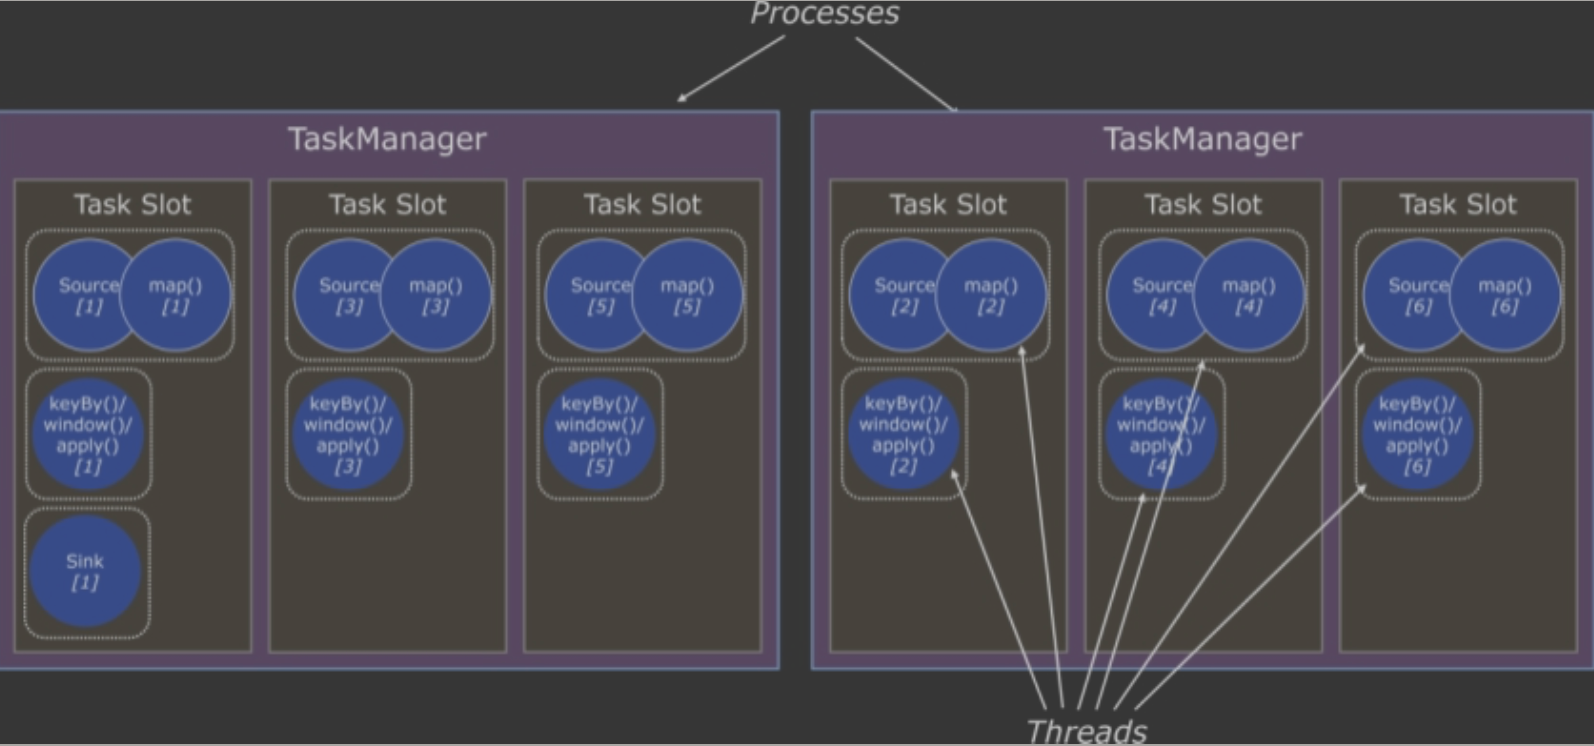 Processes
TaskManager
Task Slot
Source
[1]
map()
[1]
keyBy()/
window()/
apply()
[1]
Sink
[1]
Task Slot
Source
[3]
map()
[3]
keyBy()/
window()/
apply()
[3]
Task Slot
Source
[5]
map()
[5]
keyBy()/
window()/
apply()
[5]
TaskManager
Task Slot
Source
[2]
map()
[2]
keyBy()/
window()/
apply()
[2]
Task Slot
Source
[4]
map()
[4]
keyBy()/
window()/
apply()
[4]
Task Slot
Source
[6]
map()
[6]
keyBy()/
window()/
apply()
[6]
Threads